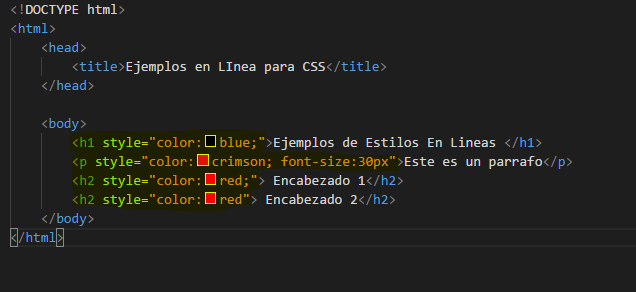 <!DOCTYPE html>
<html>
<head>
<title>Ejemplos en LInea para CSS</title>
</head>
<body>
<h1 style="color:blue;">Ejemplos de Estilos En Lineas </h1>
<p style="color:crimson; font-size:30px">Este es un parrafo</p>
<h2 style="color:red;"> Encabezado 1</h2>
<h2 style="color:red"> Encabezado 2</h2>
</body>
</html>